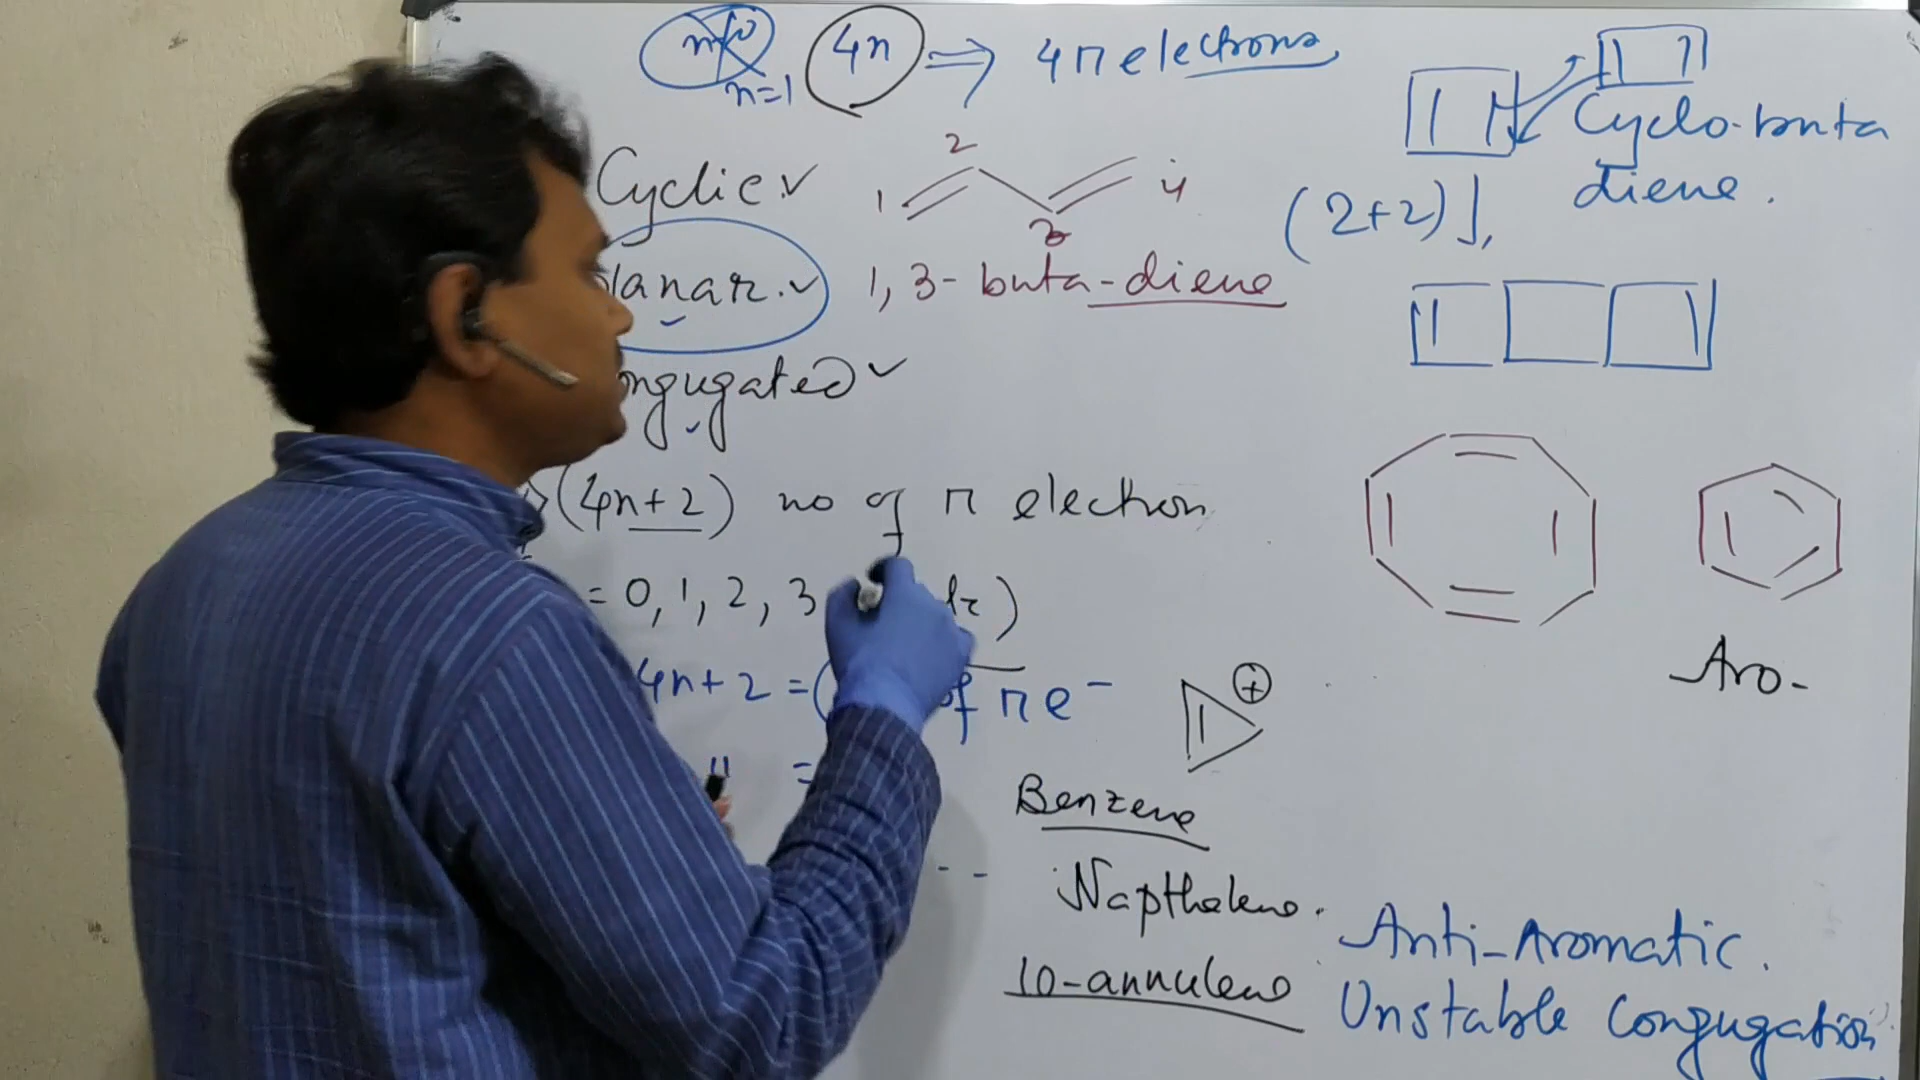 4n ⇒ 4π electrons
n=1
Cyclo-buta
diene.
Cyclic ✓
1 2 3 4
(2+2)],
lanar. ✓
1,3-buta-diene
ongugated ✓
(4n+2) no of π electron
= 0, 1, 2, 3
4n+2 = ( of πe⁻
+
Aro-
" =
Benzene
- -
Napthalene.
10-annulene
Anti-Aromatic.
Unstable Congugation